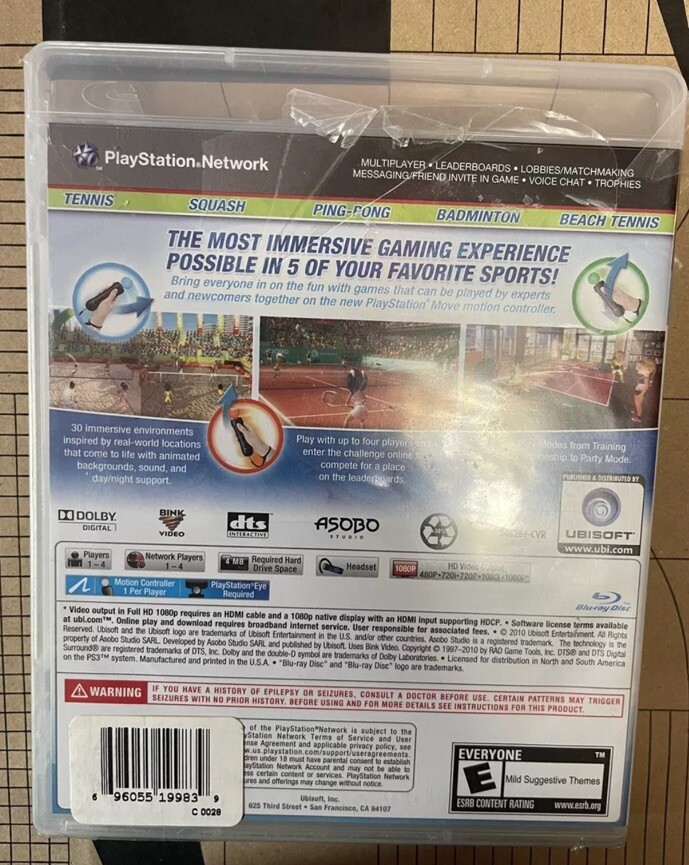 PlayStation®Network
MULTIPLAYER • LEADERBOARDS • LOBBIES/MATCHMAKING
MESSAGING/FRIEND INVITE IN GAME • VOICE CHAT • TROPHIES
TENNIS SQUASH PING-PONG BADMINTON BEACH TENNIS
THE MOST IMMERSIVE GAMING EXPERIENCE
POSSIBLE IN 5 OF YOUR FAVORITE SPORTS!
Bring everyone in on the fun with games that can be played by experts
and newcomers together on the new PlayStation®Move motion controller.
30 immersive environments
inspired by real-world locations
that come to life with animated
backgrounds, sound, and
day/night support.
Play with up to four players
enter the challenge online
compete for a place
on the leaderboards.
Modes from Training
to Party Mode.
PUBLISHED & DISTRIBUTED BY
UBISOFT
www.ubi.com
DOLBY
DIGITAL
BINK
VIDEO
dts
INTERACTIVE
ASOBO
STUDIO
Players
1 – 4
Network Players
1 – 4
4 MB
Required Hard
Drive Space
Headset
1080P
HD Video
480P•720i•720P•1080i•1080P*
Motion Controller
1 Per Player
PlayStation®Eye
Required
Blu-ray Disc
* Video output in Full HD 1080p requires an HDMI cable and a 1080p native display with an HDMI input supporting HDCP. • Software license terms available
at ubi.com™. Online play and download requires broadband internet service. User responsible for associated fees. • © 2010 Ubisoft Entertainment. All Rights
Reserved. Ubisoft and the Ubisoft logo are trademarks of Ubisoft Entertainment in the U.S. and/or other countries. Asobo Studio is a registered trademark. The technology is the
property of Asobo Studio SARL. Developed by Asobo Studio SARL and published by Ubisoft. Uses Bink Video. Copyright © 1997-2010 by RAD Game Tools, Inc. DTS® and DTS Digital
Surround® are registered trademarks of DTS, Inc. Dolby and the double-D symbol are trademarks of Dolby Laboratories. • Licensed for distribution in North and South America
on the PS3™ system. Manufactured and printed in the U.S.A. • "Blu-ray Disc" and "Blu-ray Disc" logo are trademarks.
WARNING
IF YOU HAVE A HISTORY OF EPILEPSY OR SEIZURES, CONSULT A DOCTOR BEFORE USE. CERTAIN PATTERNS MAY TRIGGER
SEIZURES WITH NO PRIOR HISTORY. BEFORE USING AND FOR MORE DETAILS SEE INSTRUCTIONS FOR THIS PRODUCT.
of the PlayStation®Network is subject to the
Station Network Terms of Service and User
Agreement and applicable privacy policy, see
.us.playstation.com/support/useragreements.
under 18 must have parental consent to establish
Station Network Account and may not be able to
certain content or services. PlayStation Network
and offerings may change without notice.
Ubisoft, Inc.
625 Third Street • San Francisco, CA 94107
6 96055 19983 9
C 0028
EVERYONE
TM
E
Mild Suggestive Themes
ESRB CONTENT RATING
www.esrb.org